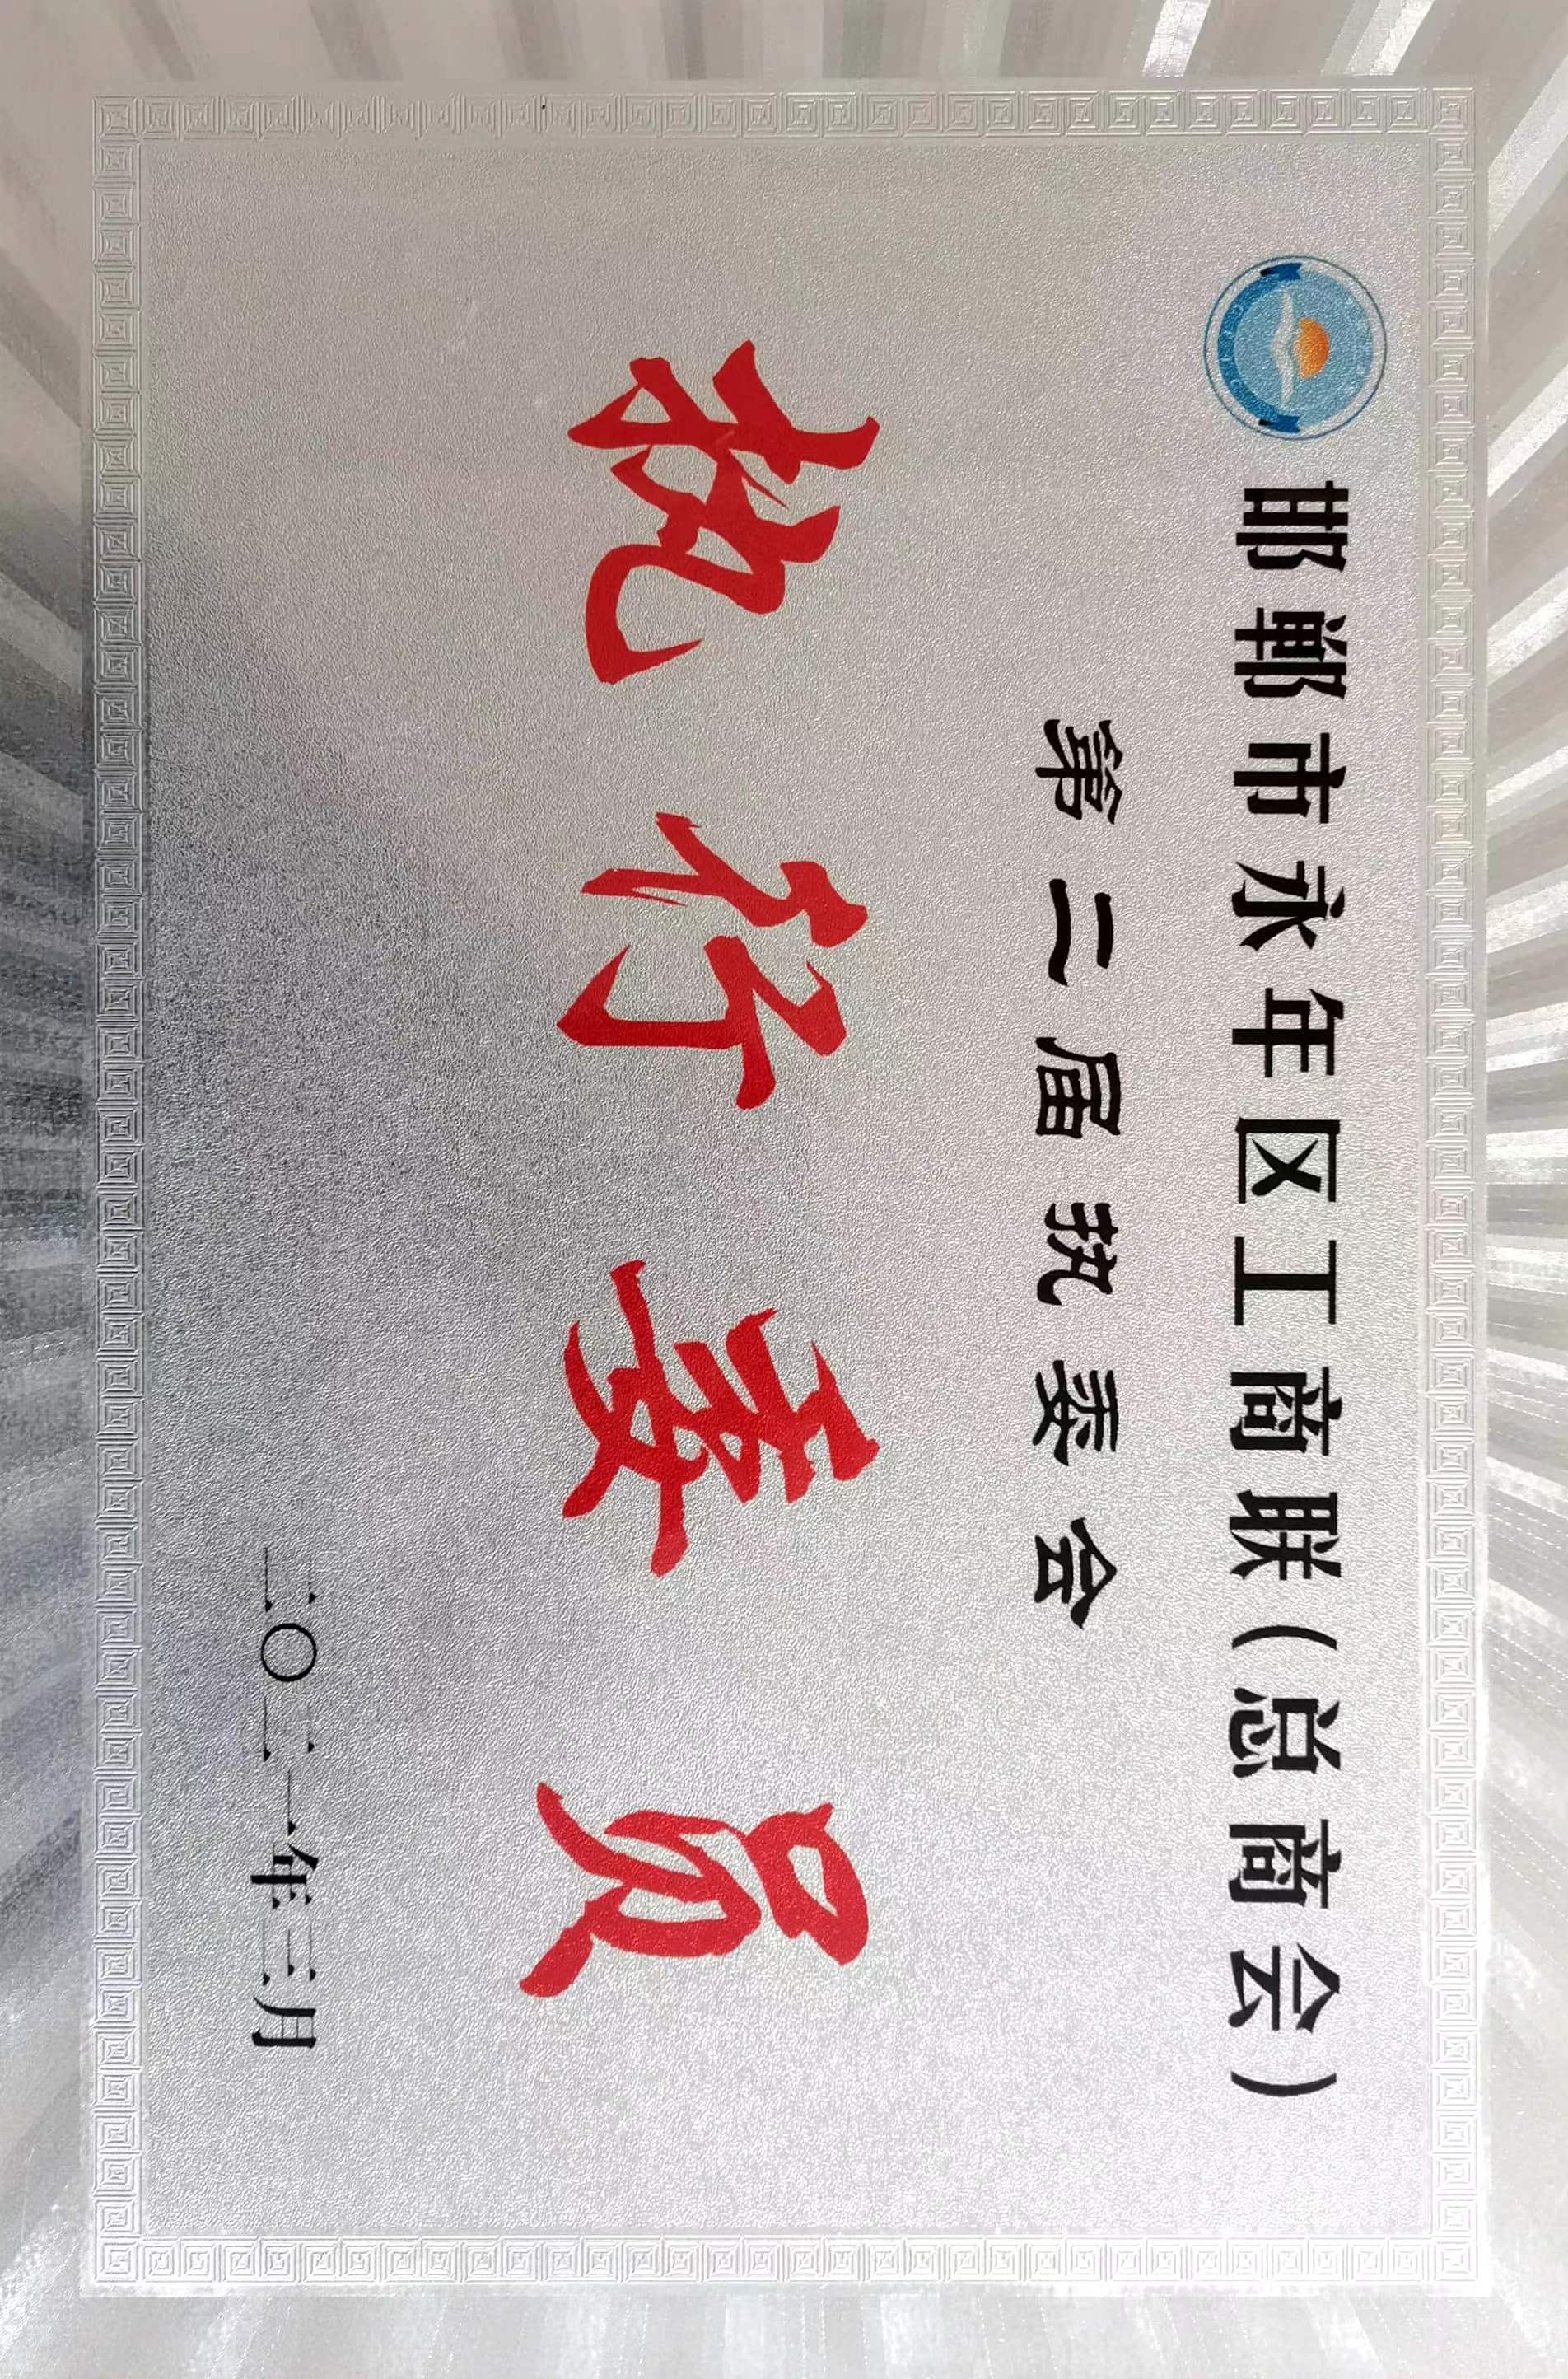 邯郸市永年区工商联(总商会)
第二届执委会
执行委员
二〇二一年三月